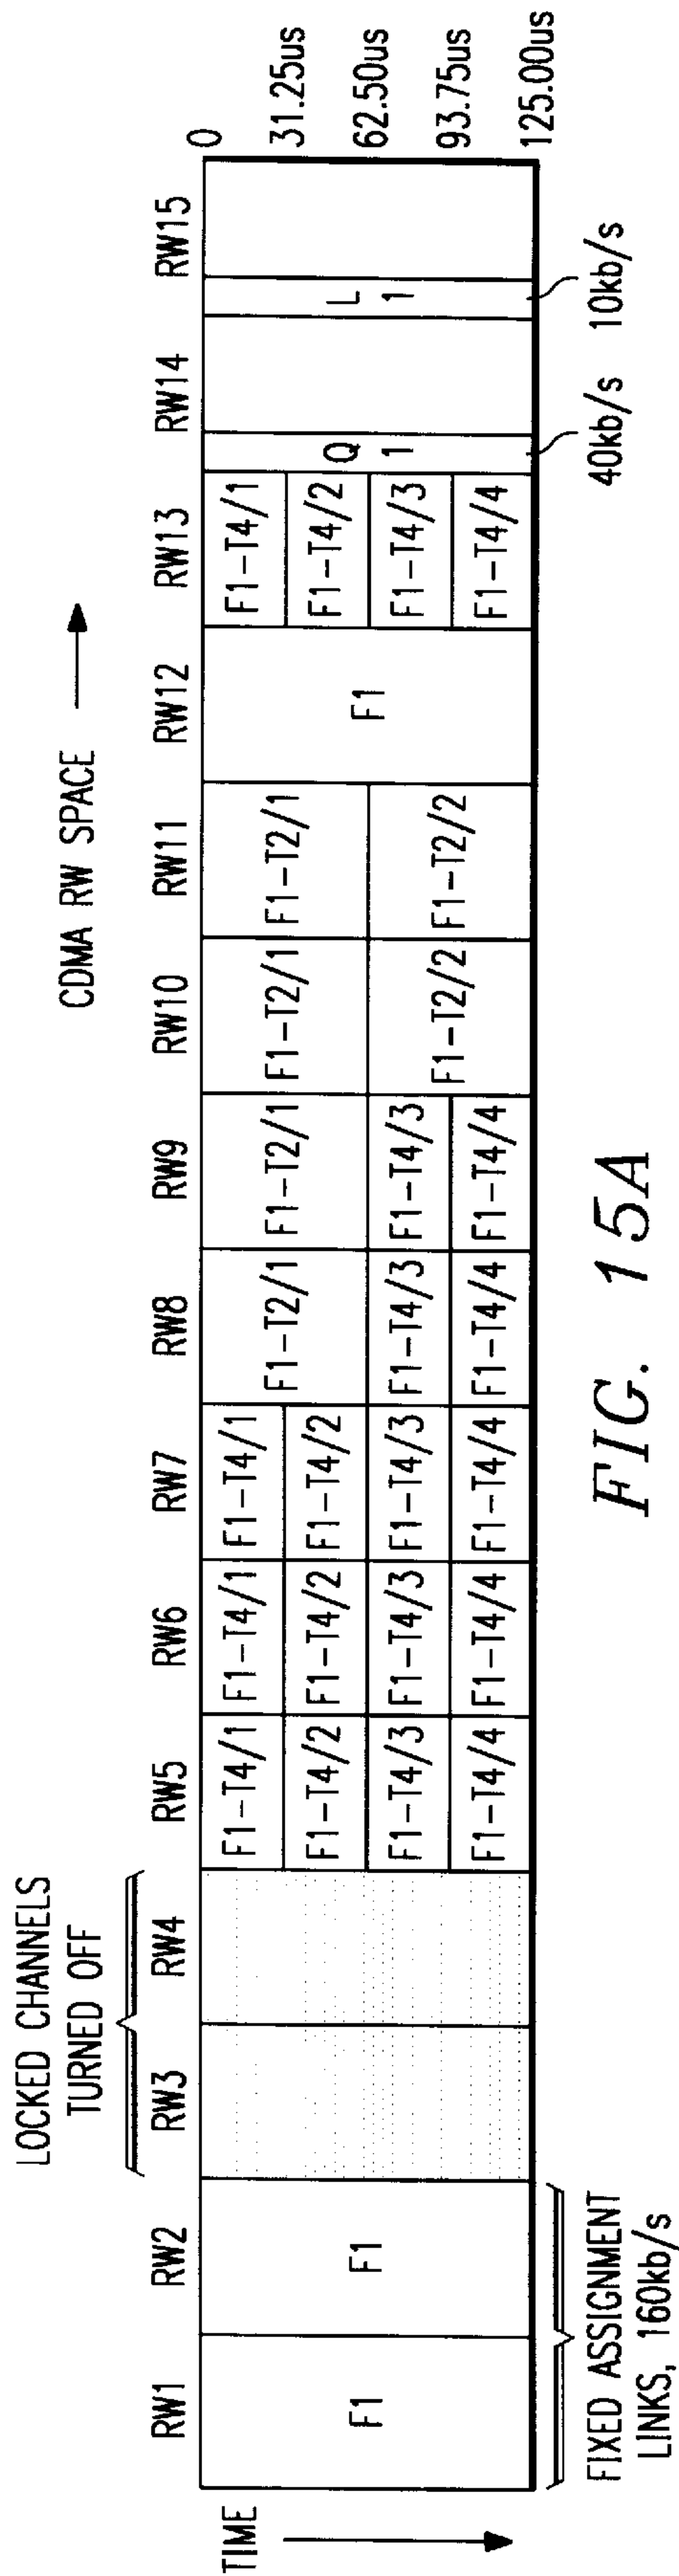 CDMA RW SPACE
LOCKED CHANNELS
TURNED OFF
RW1 RW2 RW3 RW4 RW5 RW6 RW7 RW8 RW9 RW10 RW11 RW12 RW13 RW14 RW15
TIME
0
F1-T4/1 F1-T4/1 F1-T4/1 F1-T4/1
31.25us
F1-T2/1 F1-T2/1 F1-T2/1 F1-T2/1
F1-T4/2 F1-T4/2 F1-T4/2 F1-T4/2
62.50us
F1 F1 F1 Q1 L1
F1-T4/3 F1-T4/3 F1-T4/3 F1-T4/3 F1-T4/3 F1-T4/3
93.75us
F1-T2/2 F1-T2/2
F1-T4/4 F1-T4/4 F1-T4/4 F1-T4/4 F1-T4/4 F1-T4/4
125.00us
FIXED ASSIGNMENT
LINKS, 160kb/s
40kb/s 10kb/s
FIG. 15A